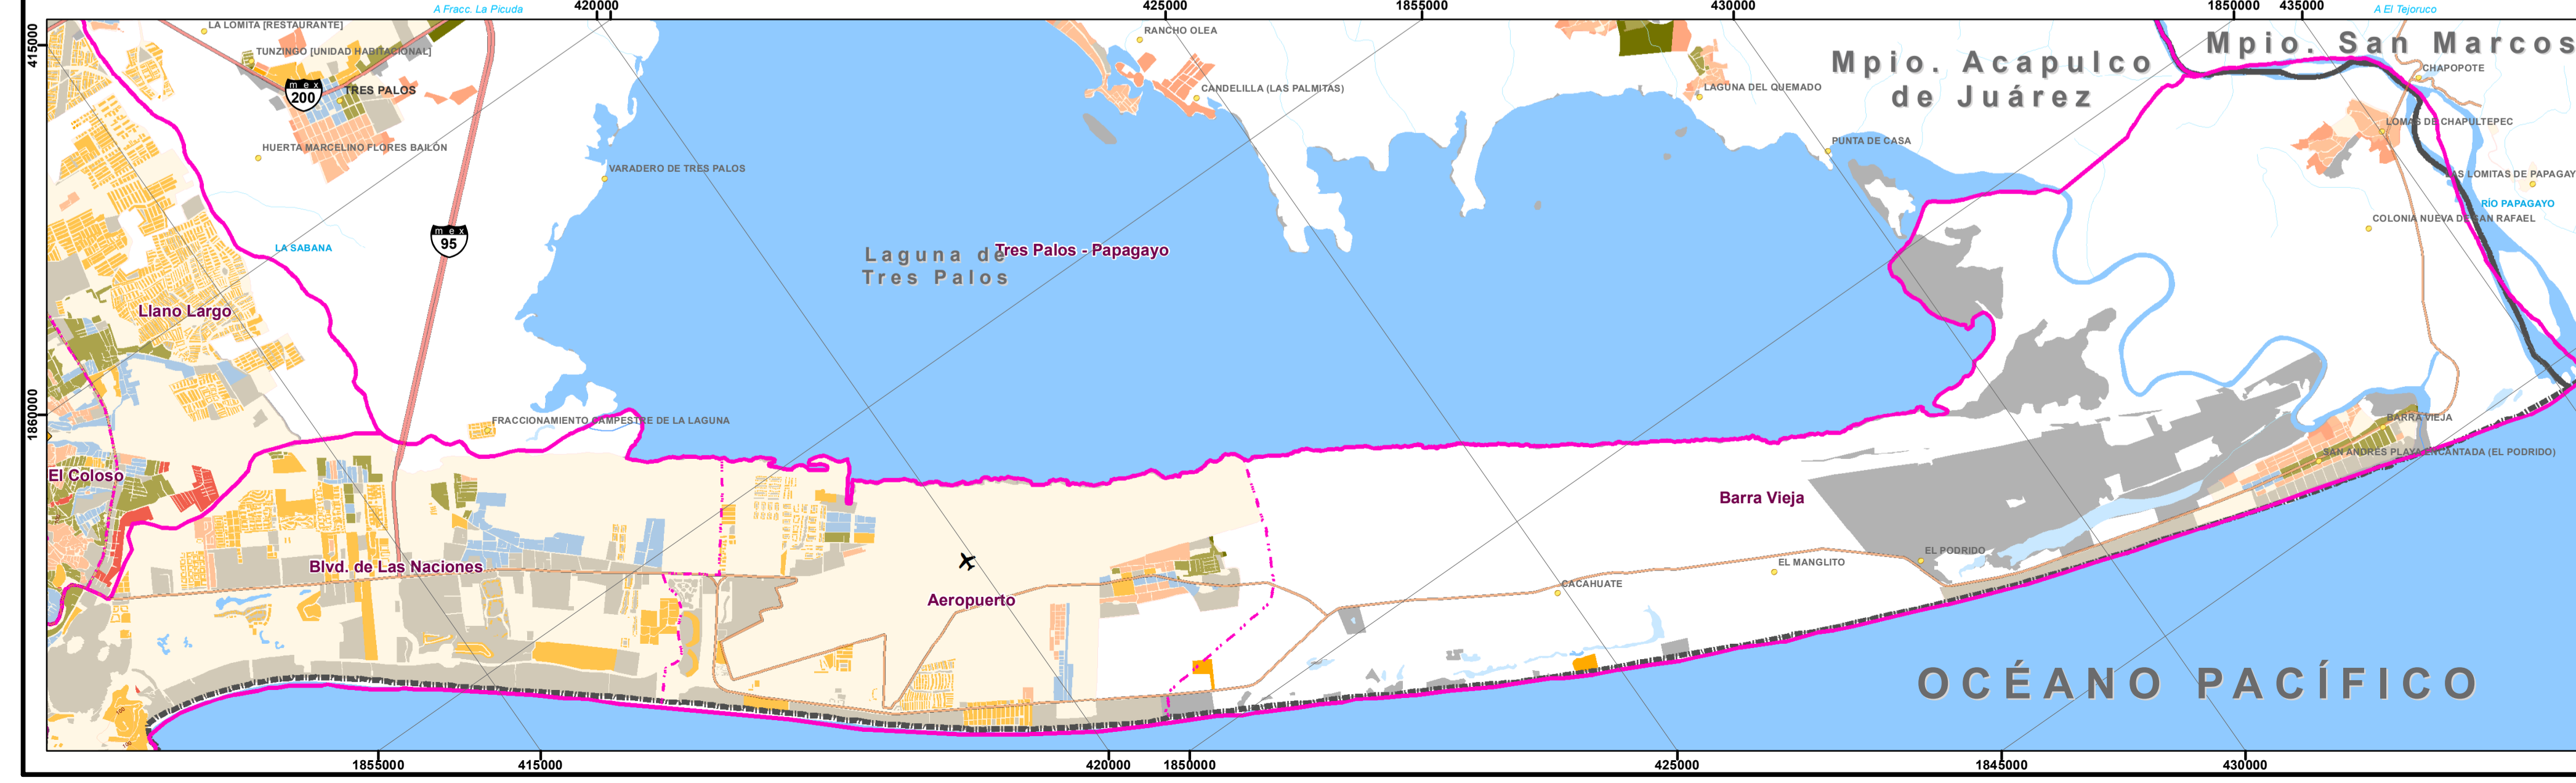 A Fracc. La Picuda
420000
425000
1855000
430000
1850000
435000
A El Tejoruco
415000
LA LOMITA [RESTAURANTE]
RANCHO OLEA
Mpio. San Marcos
TUNZINGO [UNIDAD HABITACIONAL]
Mpio. Acapulco
de Juárez
CHAPOPOTE
mex
200
TRES PALOS
CANDELILLA (LAS PALMITAS)
LAGUNA DEL QUEMADO
LOMAS DE CHAPULTEPEC
HUERTA MARCELINO FLORES BAILÓN
PUNTA DE CASA
VARADERO DE TRES PALOS
LAS LOMITAS DE PAPAGAY
RÍO PAPAGAYO
COLONIA NUEVA DE SAN RAFAEL
mex
95
LA SABANA
Laguna de
Tres Palos
Tres Palos - Papagayo
Llano Largo
1860000
FRACCIONAMIENTO CAMPESTRE DE LA LAGUNA
BARRA VIEJA
SAN ANDRÉS PLAYA ENCANTADA (EL PODRIDO)
El Coloso
Barra Vieja
EL PODRIDO
EL MANGLITO
Blvd. de Las Naciones
CACAHUATE
Aeropuerto
OCÉANO PACÍFICO
100
100
1855000
415000
420000
1850000
425000
1845000
430000